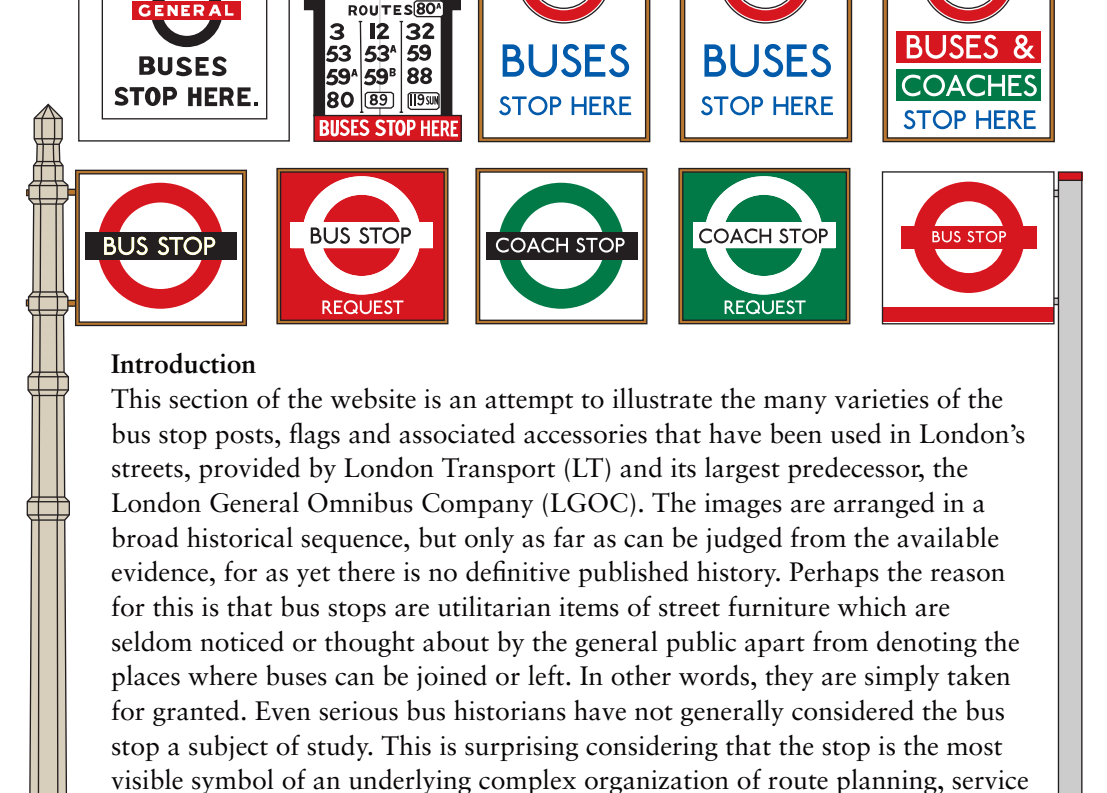 GENERAL
BUSES
STOP HERE.
ROUTES 80A
3 12 32
53 53A 59
59A 59B 88
80 89 119 SUN
BUSES STOP HERE
BUSES
STOP HERE
BUSES
STOP HERE
BUSES &
COACHES
STOP HERE
BUS STOP
BUS STOP
REQUEST
COACH STOP
COACH STOP
REQUEST
BUS STOP
Introduction
This section of the website is an attempt to illustrate the many varieties of the
bus stop posts, flags and associated accessories that have been used in London’s
streets, provided by London Transport (LT) and its largest predecessor, the
London General Omnibus Company (LGOC). The images are arranged in a
broad historical sequence, but only as far as can be judged from the available
evidence, for as yet there is no definitive published history. Perhaps the reason
for this is that bus stops are utilitarian items of street furniture which are
seldom noticed or thought about by the general public apart from denoting the
places where buses can be joined or left. In other words, they are simply taken
for granted. Even serious bus historians have not generally considered the bus
stop a subject of study. This is surprising considering that the stop is the most
visible symbol of an underlying complex organization of route planning, service